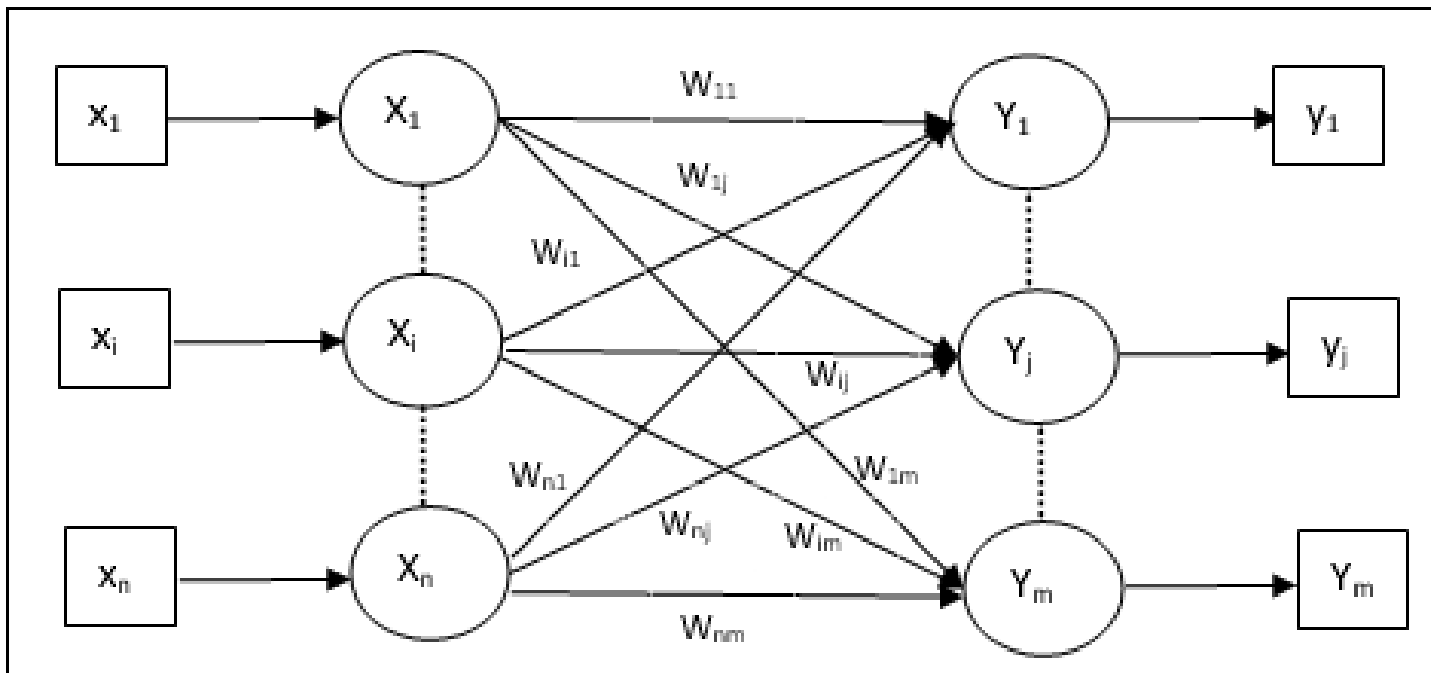 x₁ X₁ W₁₁ Y₁ y₁
W₁ⱼ
Wᵢ₁
xᵢ Xᵢ Wᵢⱼ Yⱼ yⱼ
Wₙ₁ W₁ₘ
Wₙⱼ Wᵢₘ
xₙ Xₙ Wₙₘ Yₘ Yₘ